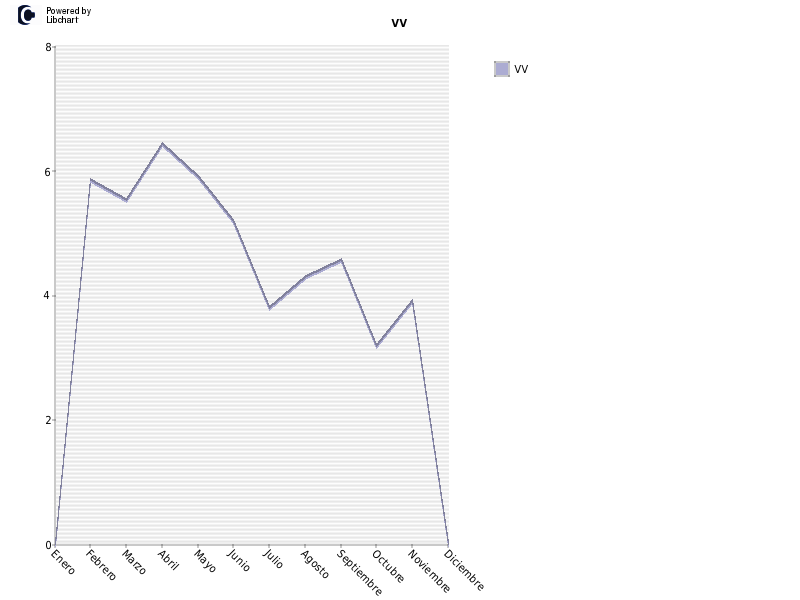 Powered by
Libchart
vv
VV
8
6
4
2
0
Enero
Febrero
Marzo
Abril
Mayo
Junio
Julio
Agosto
Septiembre
Octubre
Noviembre
Diciembre